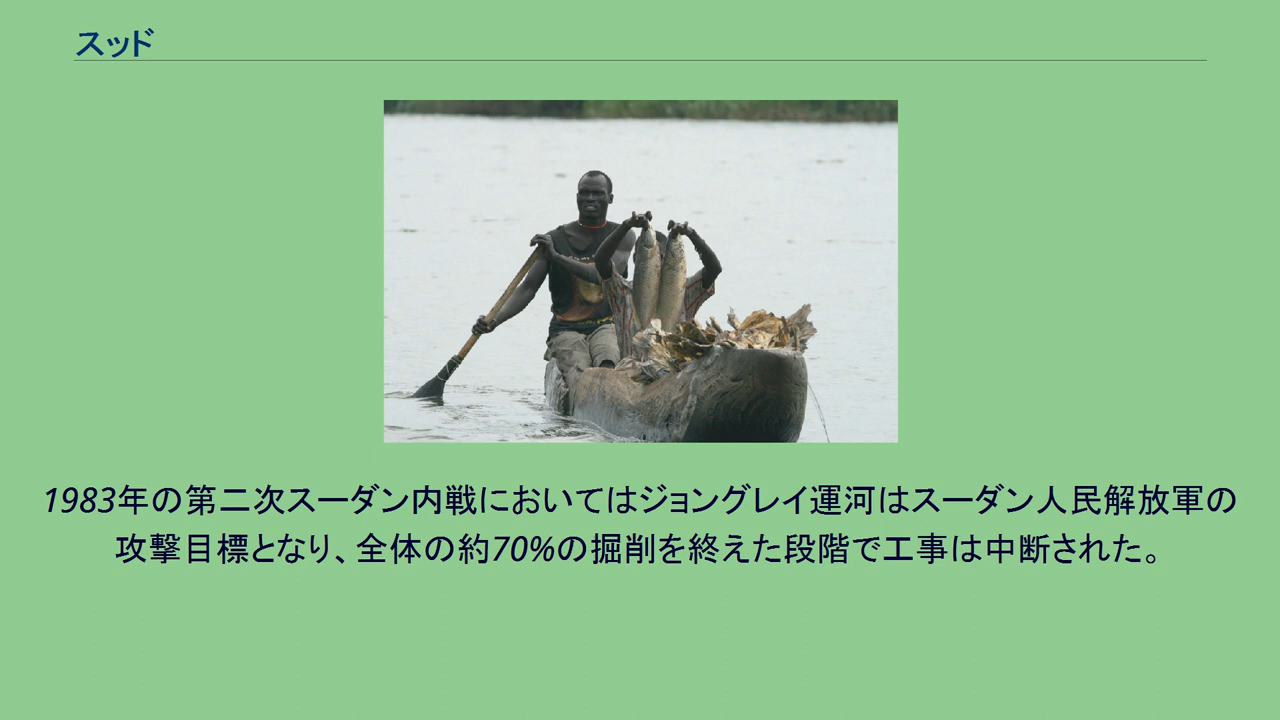 スッド
1983年の第二次スーダン内戦においてはジョングレイ運河はスーダン人民解放軍の
攻撃目標となり、全体の約70%の掘削を終えた段階で工事は中断された。